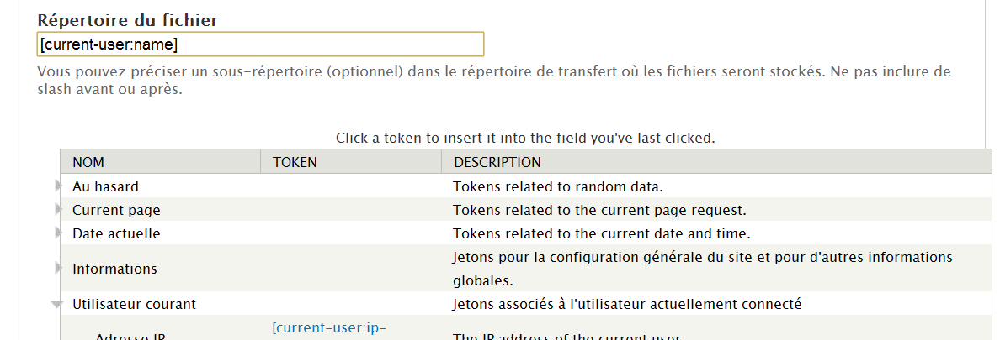 Répertoire du fichier
[current-user:name]
Vous pouvez préciser un sous-répertoire (optionnel) dans le répertoire de transfert où les fichiers seront stockés. Ne pas inclure de
slash avant ou après.
Click a token to insert it into the field you've last clicked.
NOM TOKEN DESCRIPTION
Au hasard Tokens related to random data.
Current page Tokens related to the current page request.
Date actuelle Tokens related to the current date and time.
Informations Jetons pour la configuration générale du site et pour d'autres informations
globales.
Utilisateur courant Jetons associés à l'utilisateur actuellement connecté
[current-user:ip-
Adresse IP The IP address of the current user